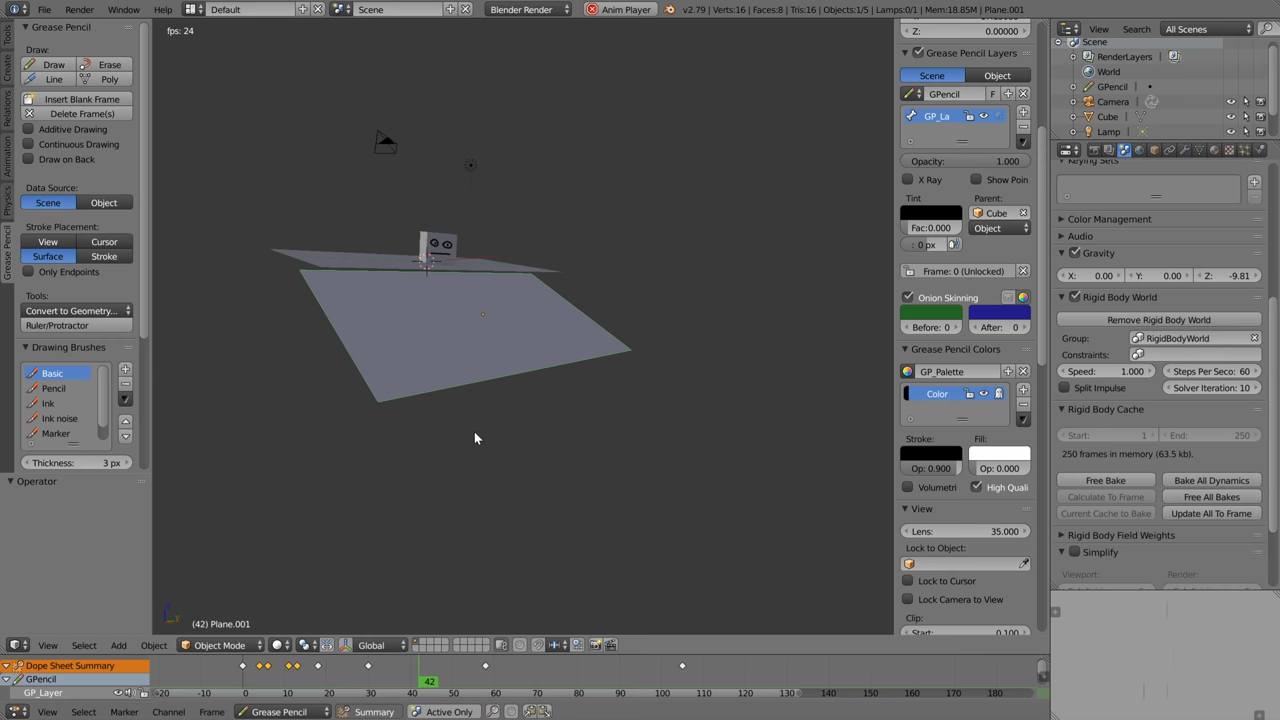 File Render Window Help Default Scene Blender Render Anim Player v2.79 | Verts:16 | Faces:8 | Tris:16 | Objects:1/5 | Lamps:0/1 | Mem:18.85M | Plane.001
Tools
Create
Relations
Animation
Physics
Grease Pencil
Grease Pencil
Draw:
Draw Erase
Line Poly
Insert Blank Frame
Delete Frame(s)
Additive Drawing
Continuous Drawing
Draw on Back
Data Source:
Scene Object
Stroke Placement:
View Cursor
Surface Stroke
Only Endpoints
Tools:
Convert to Geometry...
Ruler/Protractor
Drawing Brushes
Basic
Pencil
Ink
Ink noise
Marker
Thickness: 3 px
Operator
fps: 24
(42) Plane.001
Z: 0.00000
Grease Pencil Layers
Scene Object
GPencil F
GP_La
Opacity: 1.000
X Ray Show Poin
Tint Parent:
Cube
Fac:0.000 Object
: 0 px
Frame: 0 (Unlocked)
Onion Skinning
Before: 0 After: 0
Grease Pencil Colors
GP_Palette
Color
Stroke: Fill:
Op: 0.900 Op: 0.000
Volumetri High Quali
View
Lens: 35.000
Lock to Object:
Lock to Cursor
Lock Camera to View
Clip:
Start: 0.100
View Search All Scenes
Scene
RenderLayers
World
GPencil
Camera
Cube
Lamp
Keying Sets
Color Management
Audio
Gravity
X: 0.00 Y: 0.00 Z: -9.81
Rigid Body World
Remove Rigid Body World
Group: RigidBodyWorld
Constraints:
Speed: 1.000 Steps Per Seco: 60
Split Impulse Solver Iteration: 10
Rigid Body Cache
Start: 1 End: 250
250 frames in memory (63.5 kb).
Free Bake Bake All Dynamics
Calculate To Frame Free All Bakes
Current Cache to Bake Update All To Frame
Rigid Body Field Weights
Simplify
Viewport: Render:
View Select Add Object Object Mode Global
Dope Sheet Summary
GPencil
GP_Layer
-20 -10 0 10 20 30 42 50 60 70 80 90 100 110 120 130 140 150 160 170 180
View Select Marker Channel Frame Grease Pencil Summary Active Only